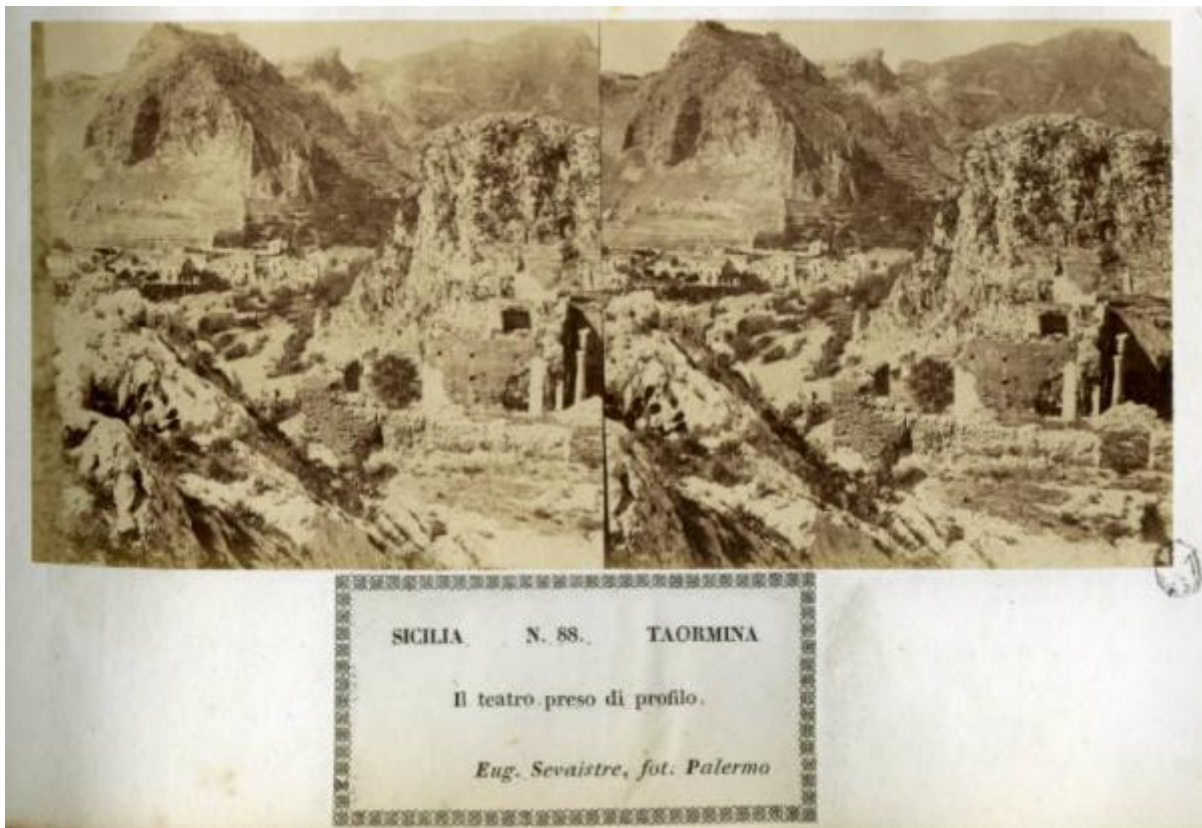 SICILIA N. 88. TAORMINA
Il teatro preso di profilo.
Eug. Sevaistre, fot. Palermo